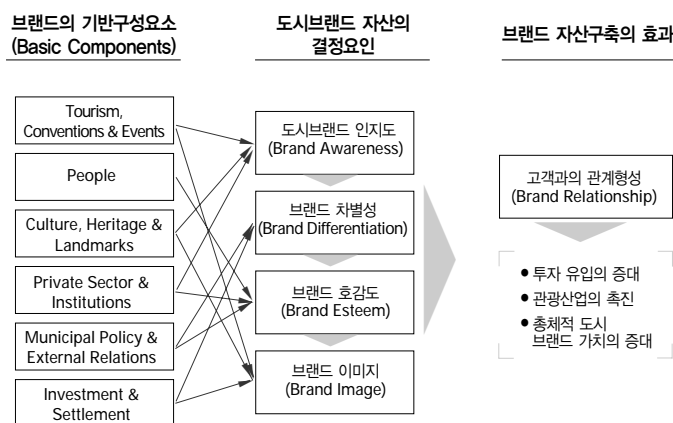 브랜드의 기반구성요소
(Basic Components)
도시브랜드 자산의
결정요인
브랜드 자산구축의 효과
Tourism,
Conventions & Events
People
Culture, Heritage &
Landmarks
Private Sector &
Institutions
Municipal Policy &
External Relations
Investment &
Settlement
도시브랜드 인지도
(Brand Awareness)
브랜드 차별성
(Brand Differentiation)
브랜드 호감도
(Brand Esteem)
브랜드 이미지
(Brand Image)
고객과의 관계형성
(Brand Relationship)
● 투자 유입의 증대
● 관광산업의 촉진
● 총체적 도시
브랜드 가치의 증대